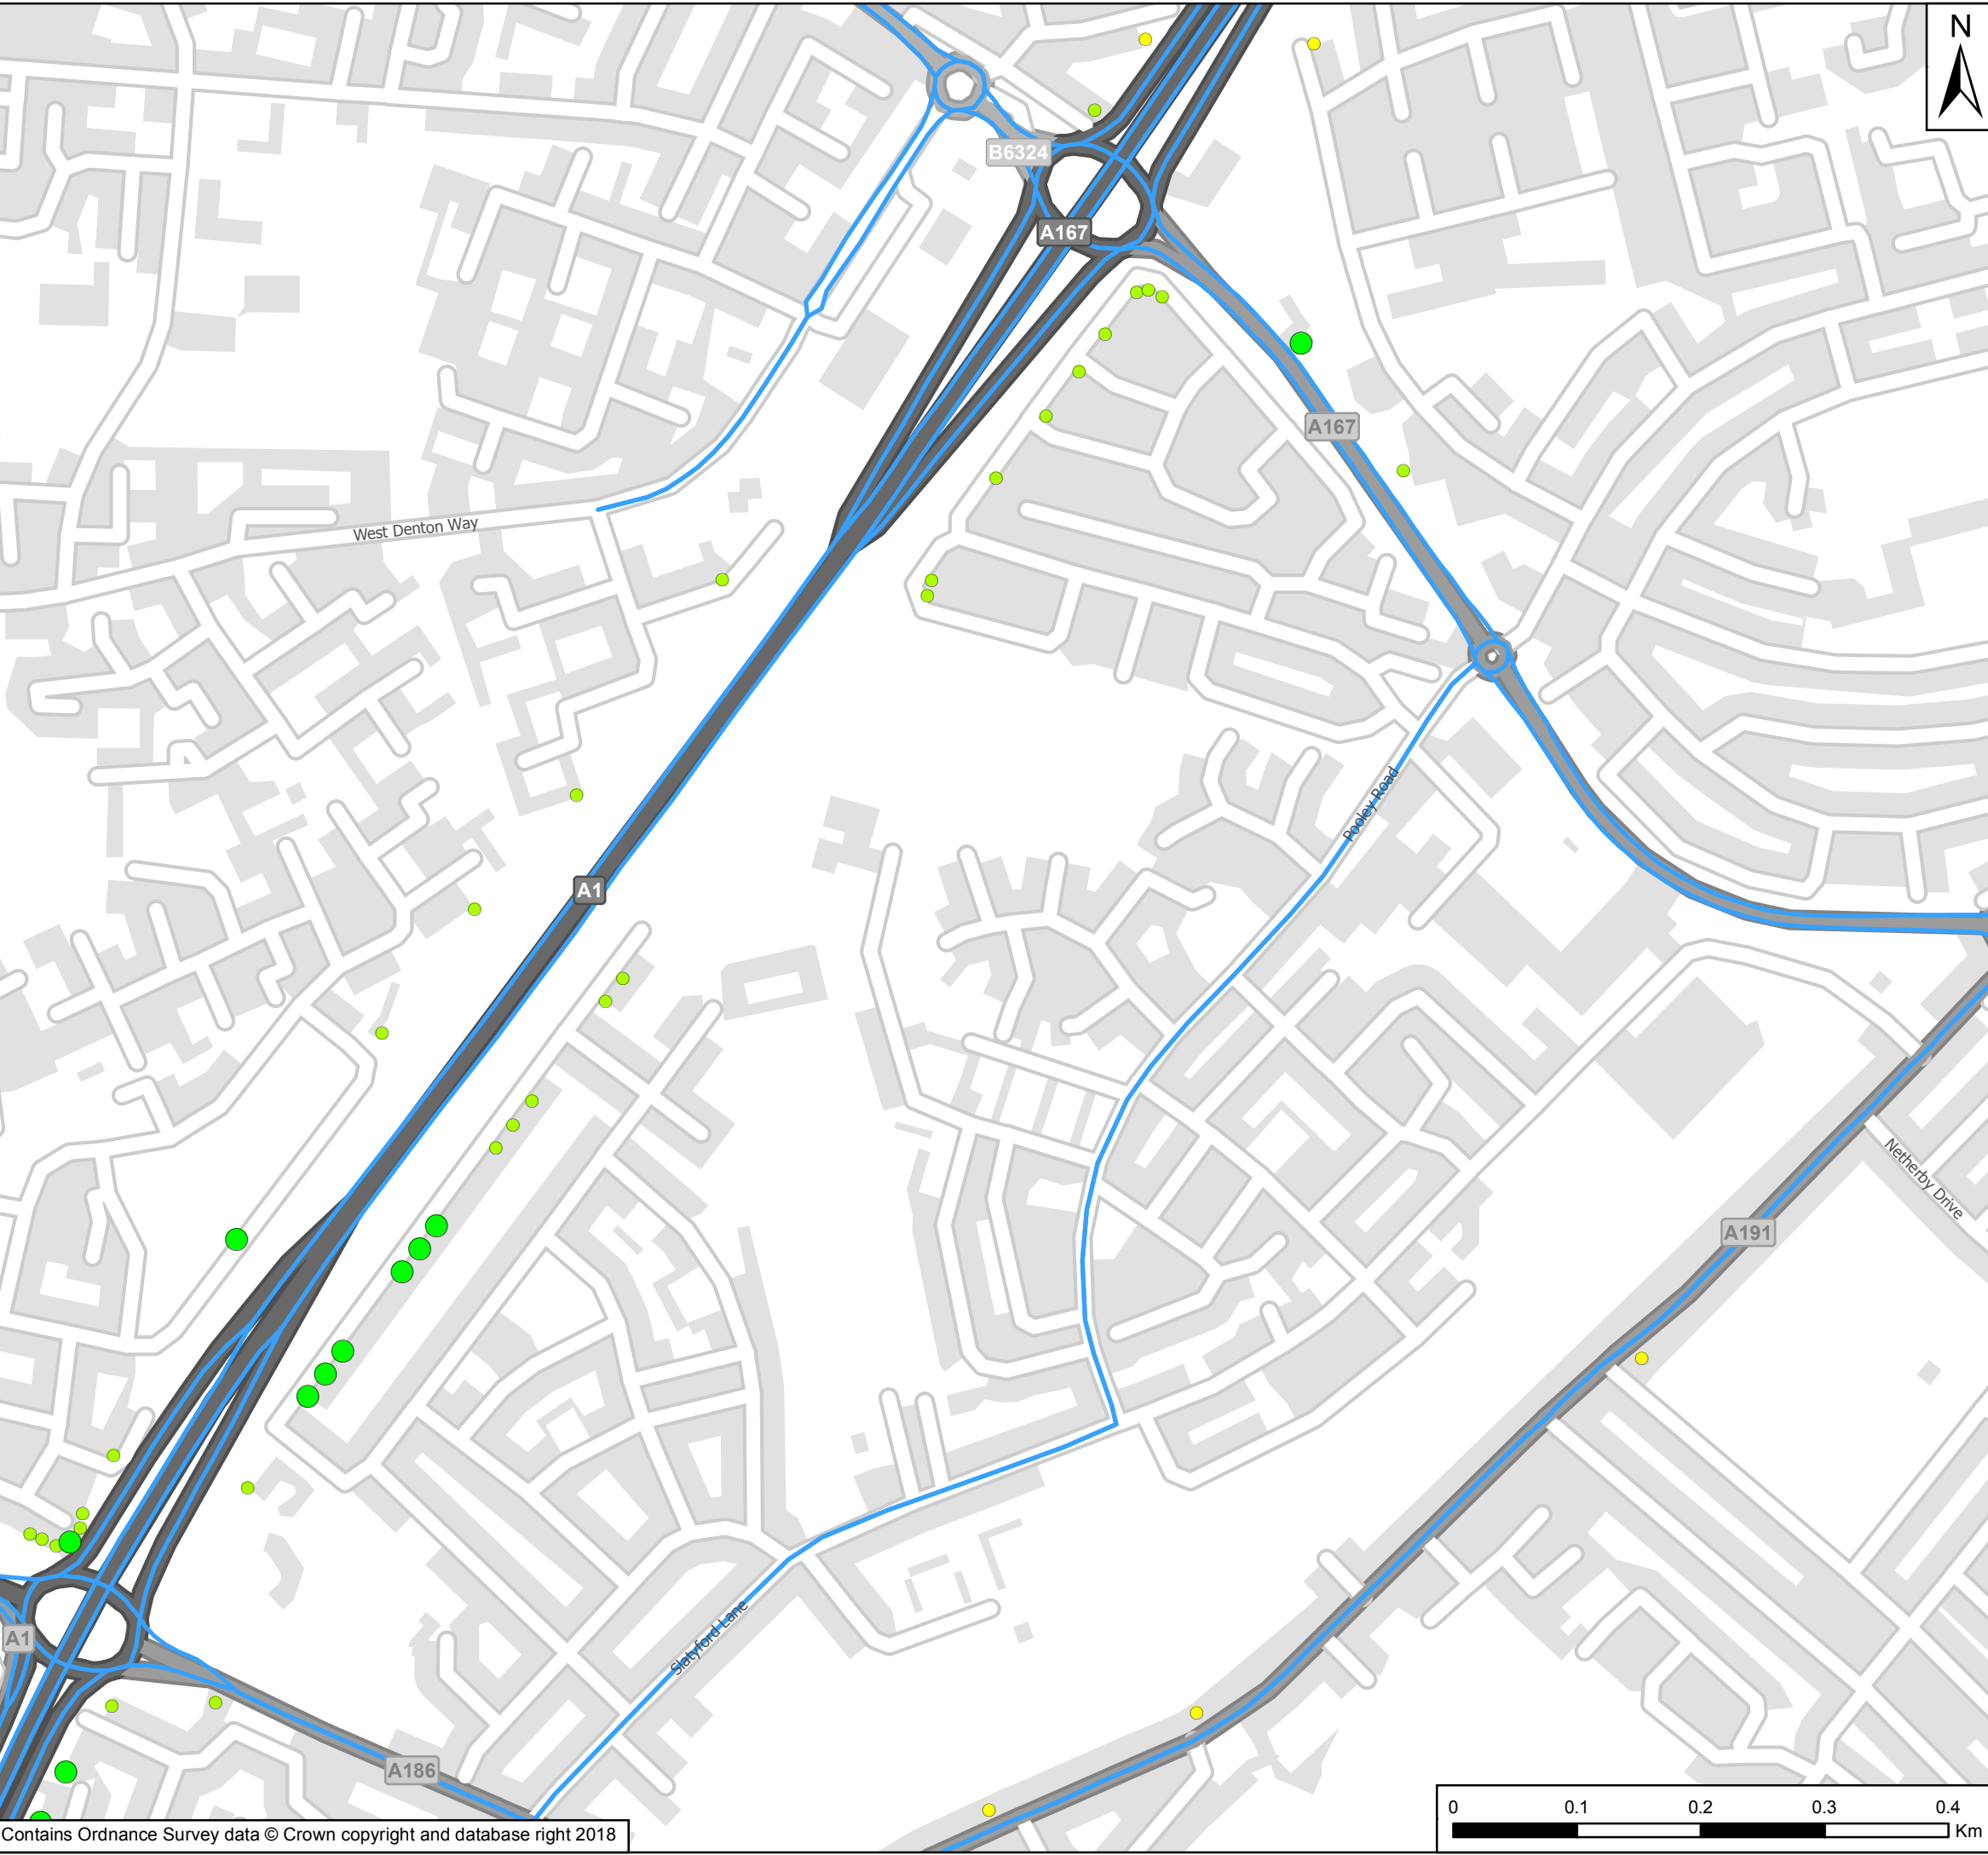 N
B6324
A167
A167
West Denton Way
Pooley Road
A1
Netherby Drive
A191
Slatyford Lane
A1
A186
0 0.1 0.2 0.3 0.4
Km
Contains Ordnance Survey data © Crown copyright and database right 2018